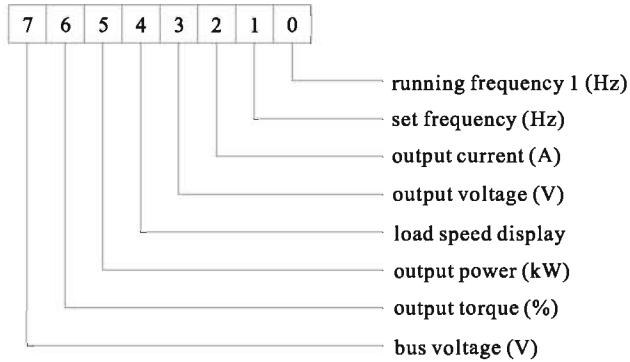 7 6 5 4 3 2 1 0
running frequency 1 (Hz)
set frequency (Hz)
output current (A)
output voltage (V)
load speed display
output power (kW)
output torque (%)
bus voltage (V)